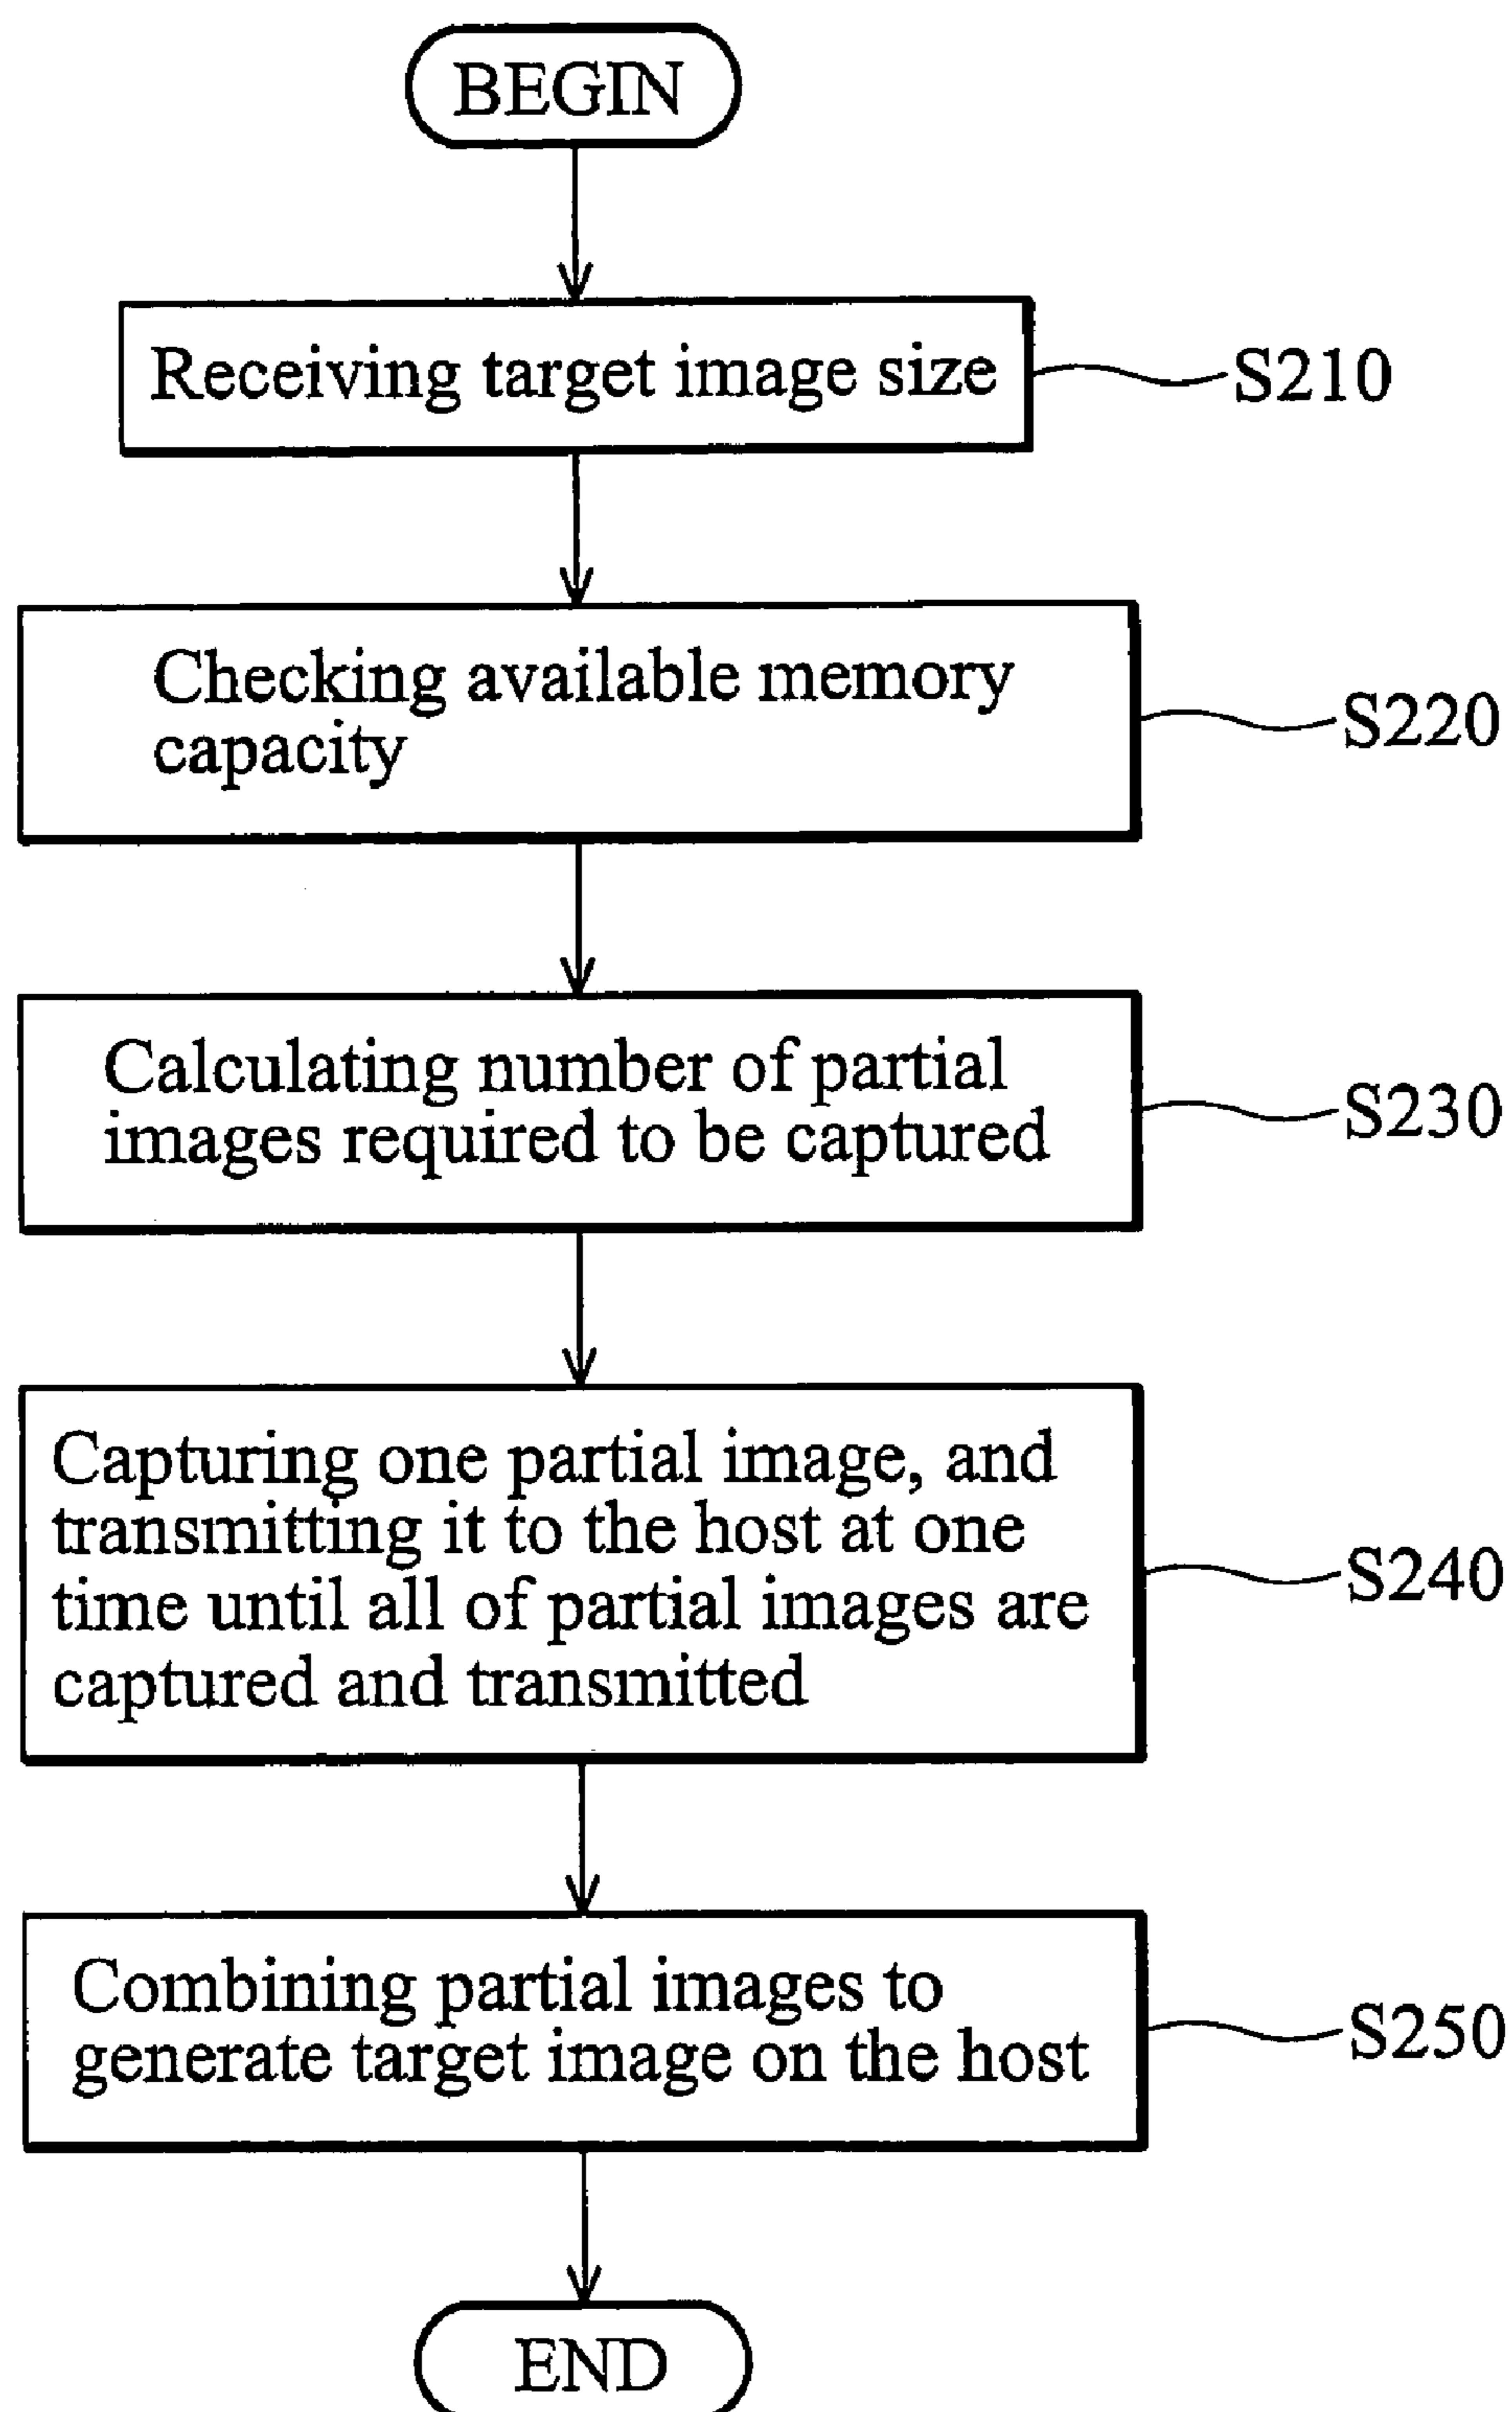 BEGIN
Receiving target image size
S210
Checking available memory
capacity
S220
Calculating number of partial
images required to be captured
S230
Capturing one partial image, and
transmitting it to the host at one
time until all of partial images are
captured and transmitted
S240
Combining partial images to
generate target image on the host
S250
END